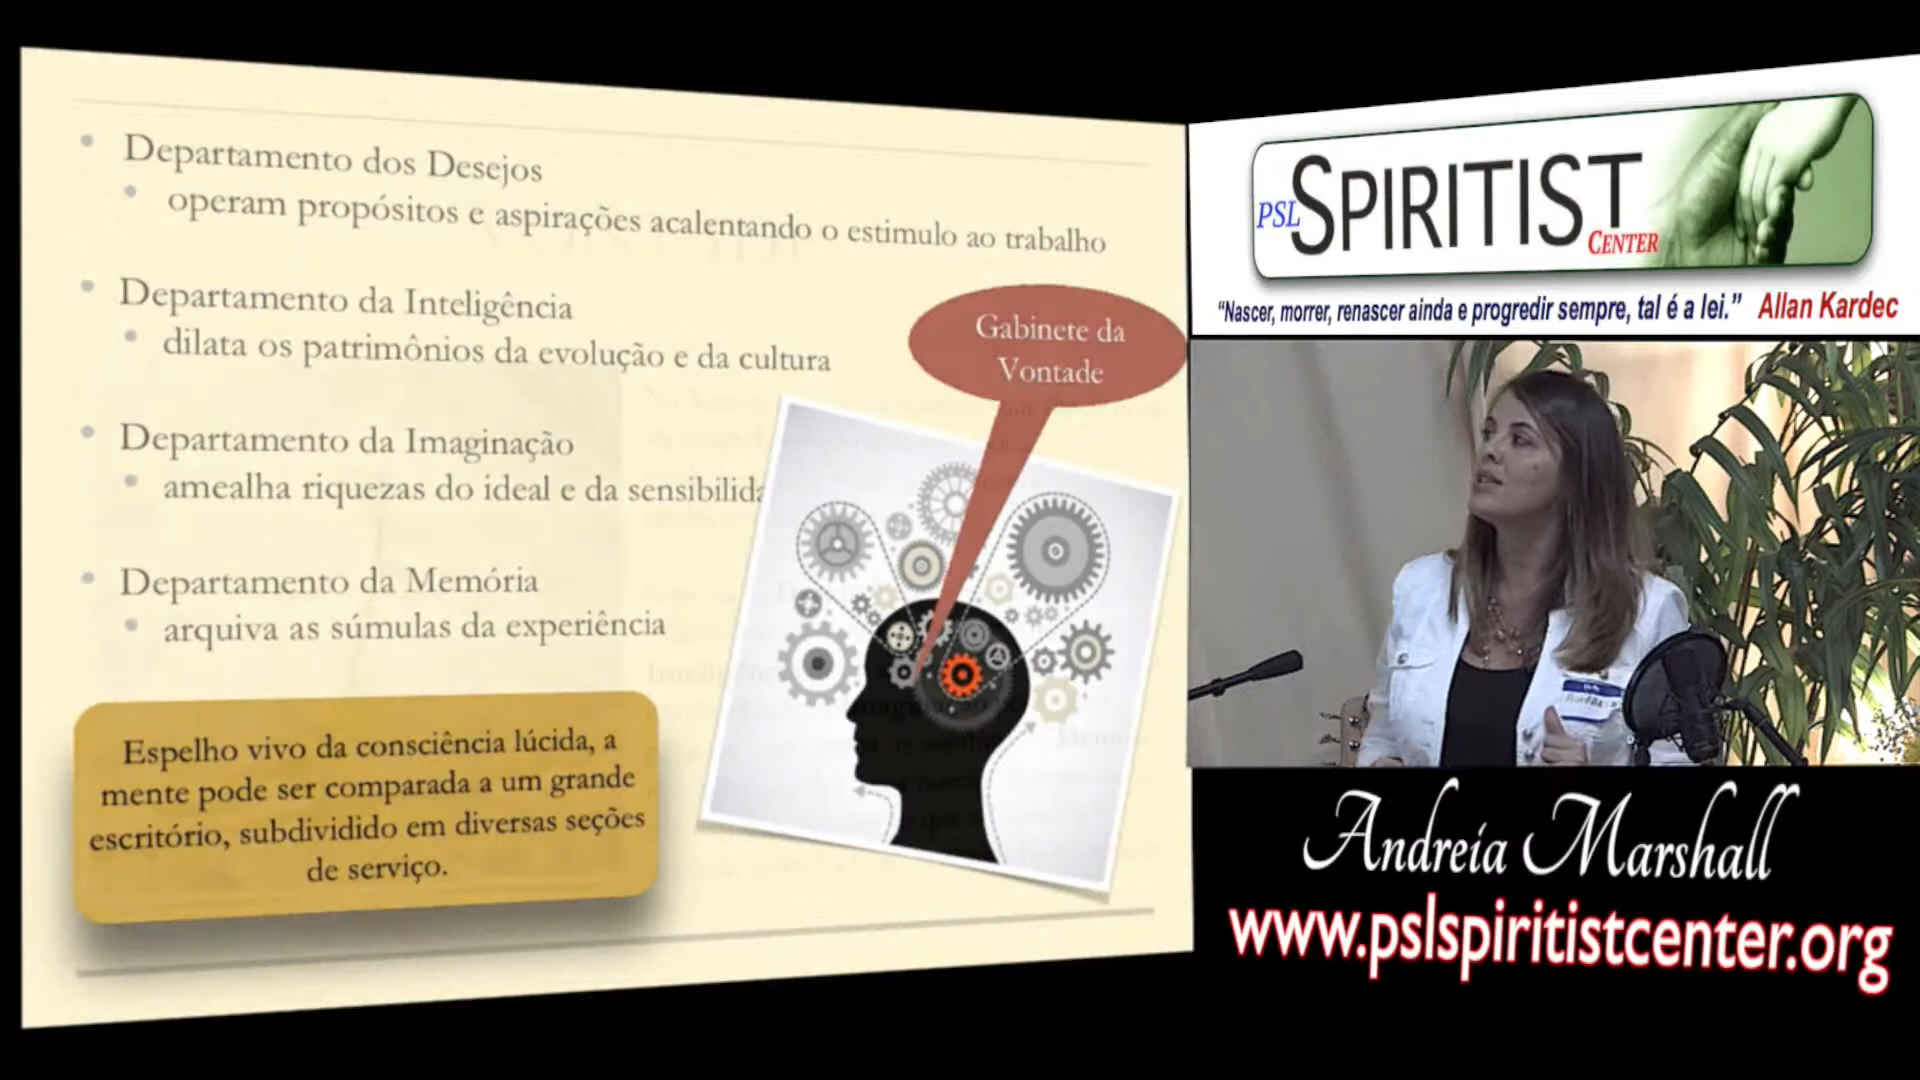 Departamento dos Desejos
operam propósitos e aspirações acalentando o estimulo ao trabalho
Departamento da Inteligência
dilata os patrimônios da evolução e da cultura
Departamento da Imaginação
amealha riquezas do ideal e da sensibilida
Departamento da Memória
arquiva as súmulas da experiência
Gabinete da
Vontade
Espelho vivo da consciência lúcida, a
mente pode ser comparada a um grande
escritório, subdividido em diversas seções
de serviço.
PSL SPIRITIST
CENTER
“Nascer, morrer, renascer ainda e progredir sempre, tal é a lei.” Allan Kardec
Andreia Marshall
www.pslspiritistcenter.org